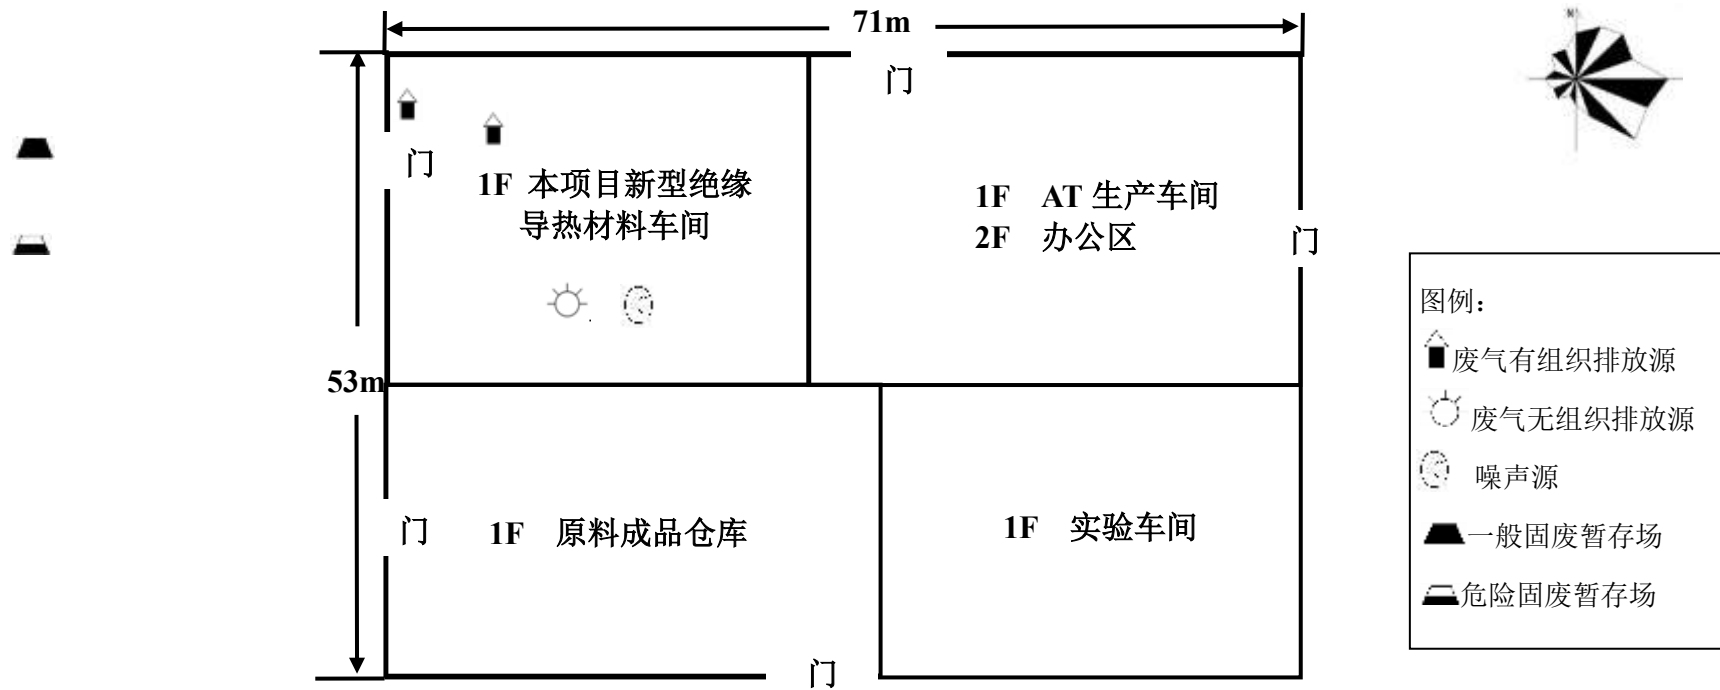 71m
N
门
门
1F 本项目新型绝缘
导热材料车间
1F AT 生产车间
2F 办公区
门
53m
图例：
废气有组织排放源
废气无组织排放源
噪声源
一般固废暂存场
危险固废暂存场
门
1F 原料成品仓库
1F 实验车间
门